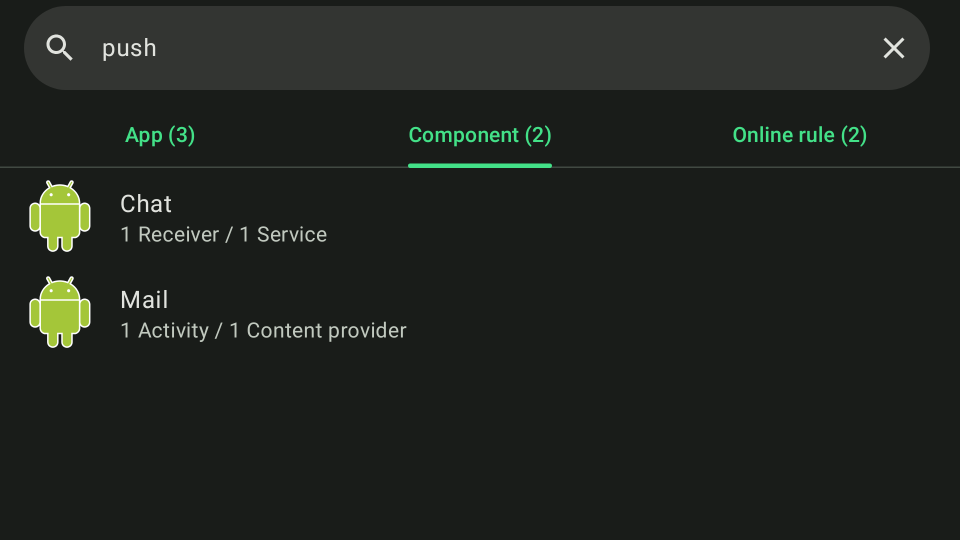 push
App (3)
Component (2)
Online rule (2)
Chat
1 Receiver / 1 Service
Mail
1 Activity / 1 Content provider